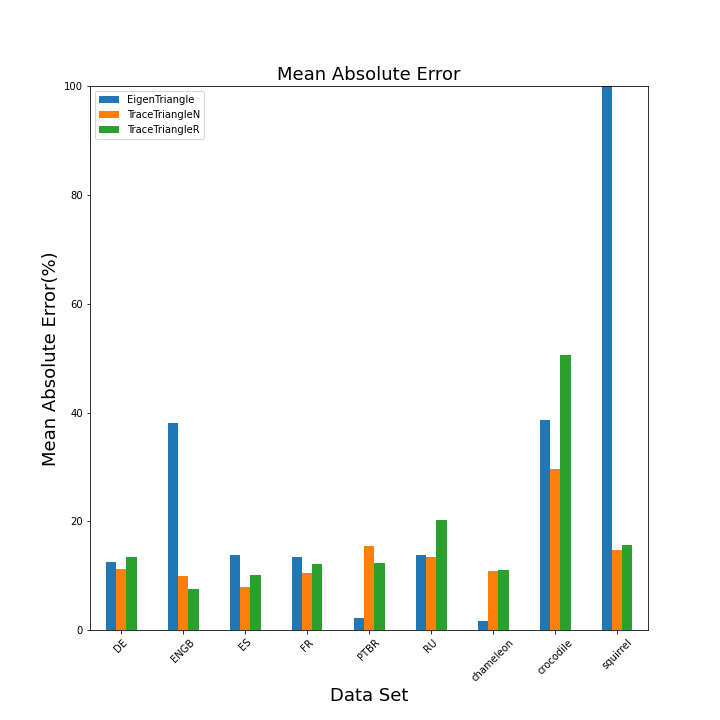 Mean Absolute Error
100
80
60
40
20
0
Mean Absolute Error(%)
EigenTriangle
TraceTriangleN
TraceTriangleR
DE
ENGB
ES
FR
PTBR
RU
chameleon
crocodile
squirrel
Data Set